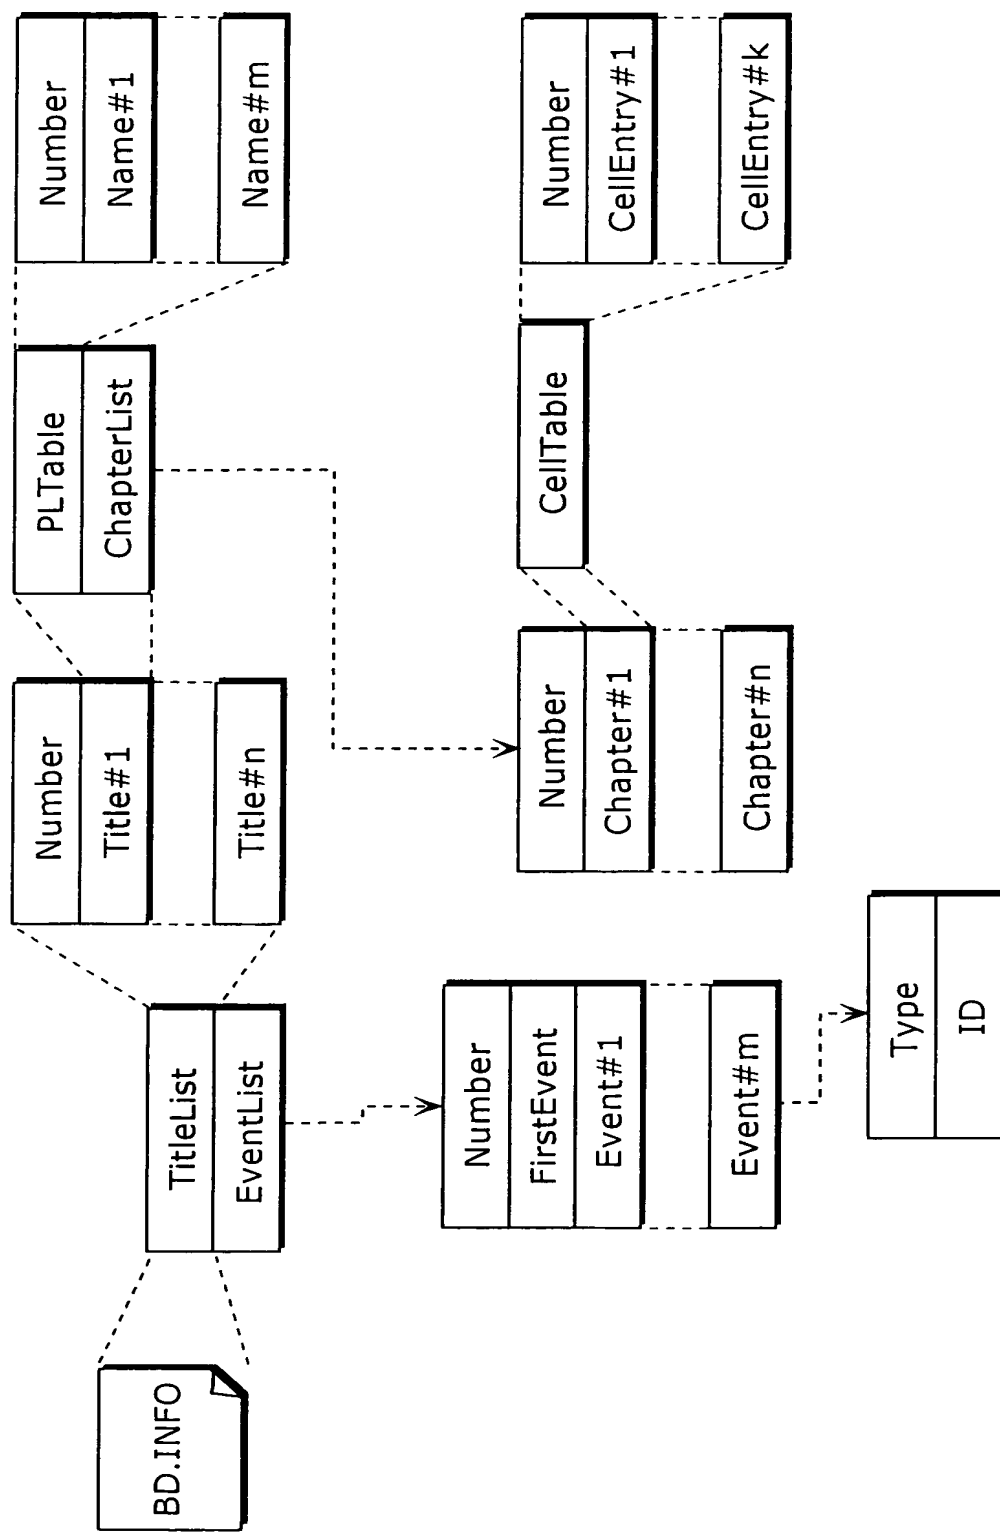 BD.INFO
TitleList
EventList
Number
Title#1
Title#n
PLTable
ChapterList
Number
Name#1
Name#m
Number
FirstEvent
Event#1
Event#m
Type
ID
Number
Chapter#1
Chapter#n
CellTable
Number
CellEntry#1
CellEntry#k